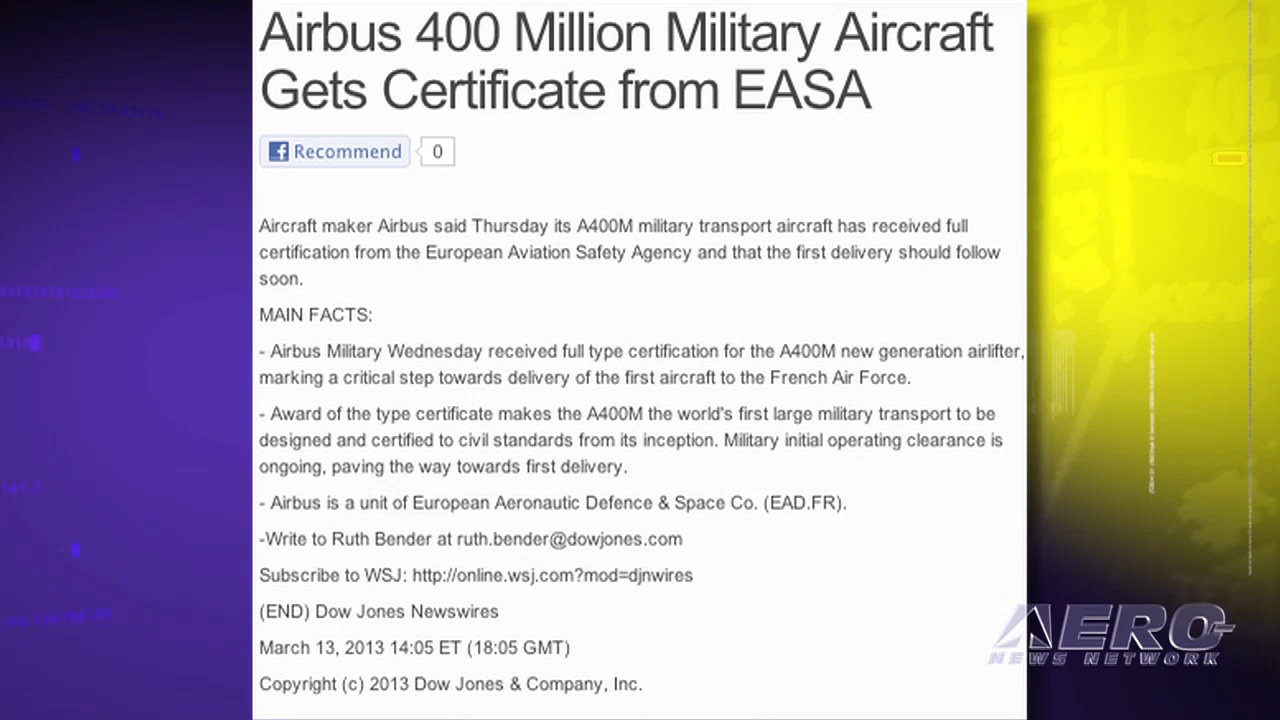 Airbus 400 Million Military Aircraft
Gets Certificate from EASA
Recommend 0
Aircraft maker Airbus said Thursday its A400M military transport aircraft has received full
certification from the European Aviation Safety Agency and that the first delivery should follow
soon.
MAIN FACTS:
- Airbus Military Wednesday received full type certification for the A400M new generation airlifter,
marking a critical step towards delivery of the first aircraft to the French Air Force.
- Award of the type certificate makes the A400M the world's first large military transport to be
designed and certified to civil standards from its inception. Military initial operating clearance is
ongoing, paving the way towards first delivery.
- Airbus is a unit of European Aeronautic Defence & Space Co. (EAD.FR).
-Write to Ruth Bender at ruth.bender@dowjones.com
Subscribe to WSJ: http://online.wsj.com?mod=djnwires
(END) Dow Jones Newswires
March 13, 2013 14:05 ET (18:05 GMT)
Copyright (c) 2013 Dow Jones & Company, Inc.
AERO-
NEWS NETWORK